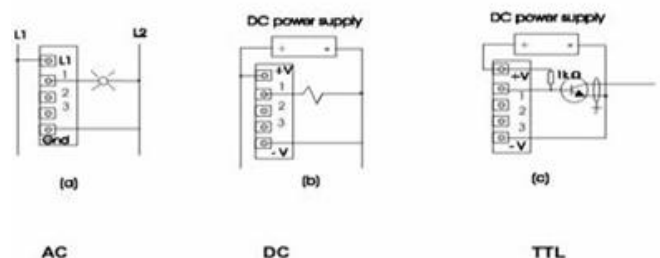 DC power supply
DC power supply
L1
L2
+
-
+
-
L1
1
2
3
Gnd
+V
1
2
3
- V
+V
1kΩ
1
2
3
- V
(a)
(b)
(c)
AC
DC
TTL